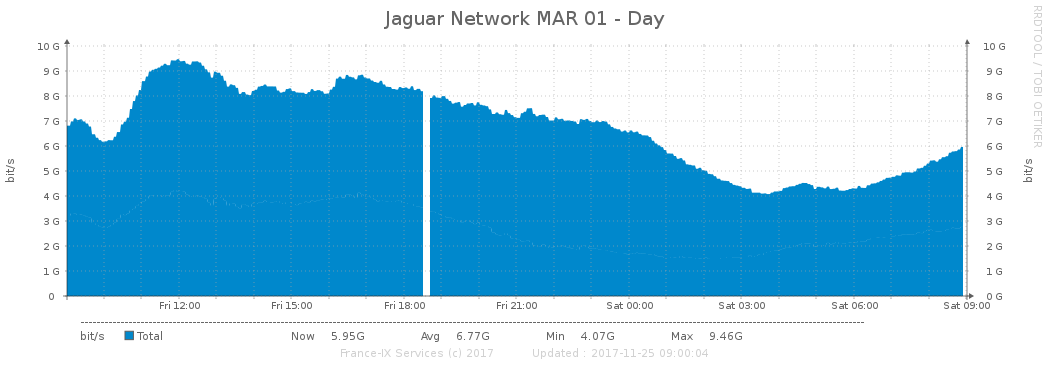 Jaguar Network MAR 01 - Day
RRDTOOL / TOBI OETIKER
10 G 10 G
9 G 9 G
8 G 8 G
7 G 7 G
6 G 6 G
5 G 5 G
4 G 4 G
3 G 3 G
2 G 2 G
1 G 1 G
0 0 G
bit/s
bit/s
Fri 12:00 Fri 15:00 Fri 18:00 Fri 21:00 Sat 00:00 Sat 03:00 Sat 06:00 Sat 09:00
bit/s Total Now 5.95G Avg 6.77G Min 4.07G Max 9.46G
France-IX Services (c) 2017 Updated : 2017-11-25 09:00:04